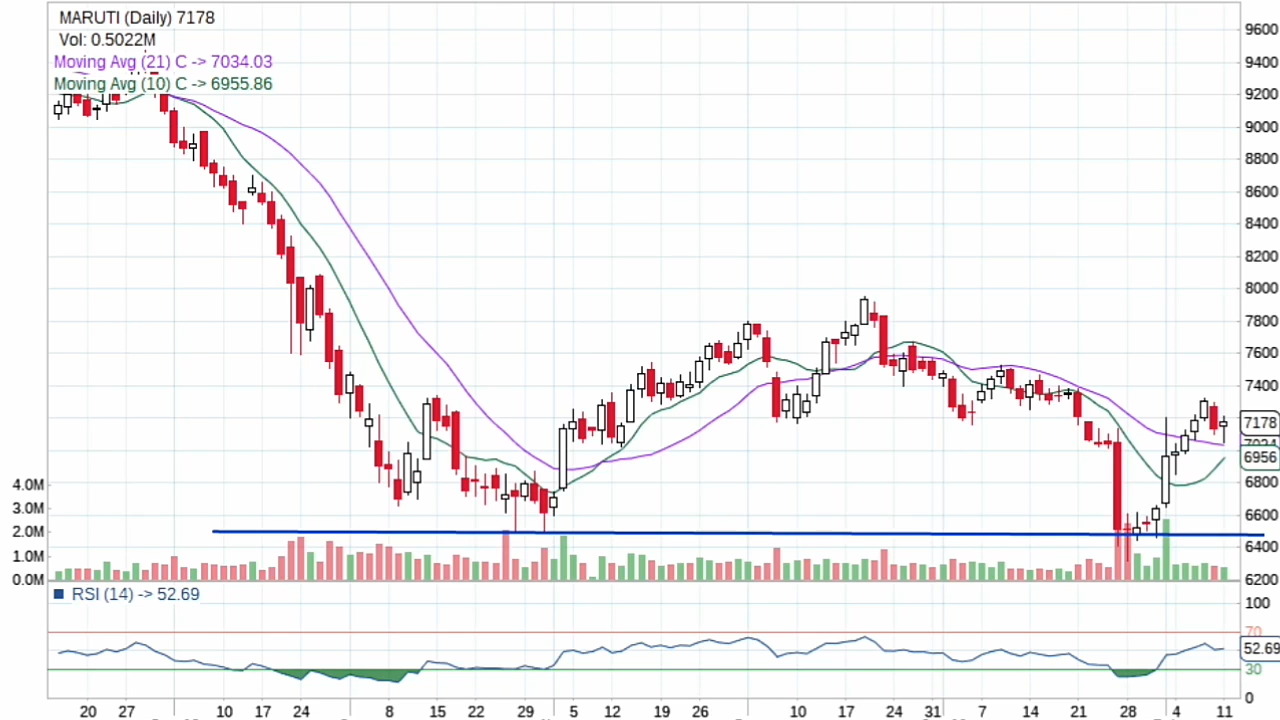 MARUTI (Daily) 7178
Vol: 0.5022M
Moving Avg (21) C -> 7034.03
Moving Avg (10) C -> 6955.86
9600
9400
9200
9000
8800
8600
8400
8200
8000
7800
7600
7400
7178
6956
6800
6600
6400
6200
4.0M
3.0M
2.0M
1.0M
0.0M
RSI (14) -> 52.69
100
70
52.69
30
0
20 27 10 17 24 8 15 22 5 12 19 26 10 17 24 31 7 14 21 28 4 11